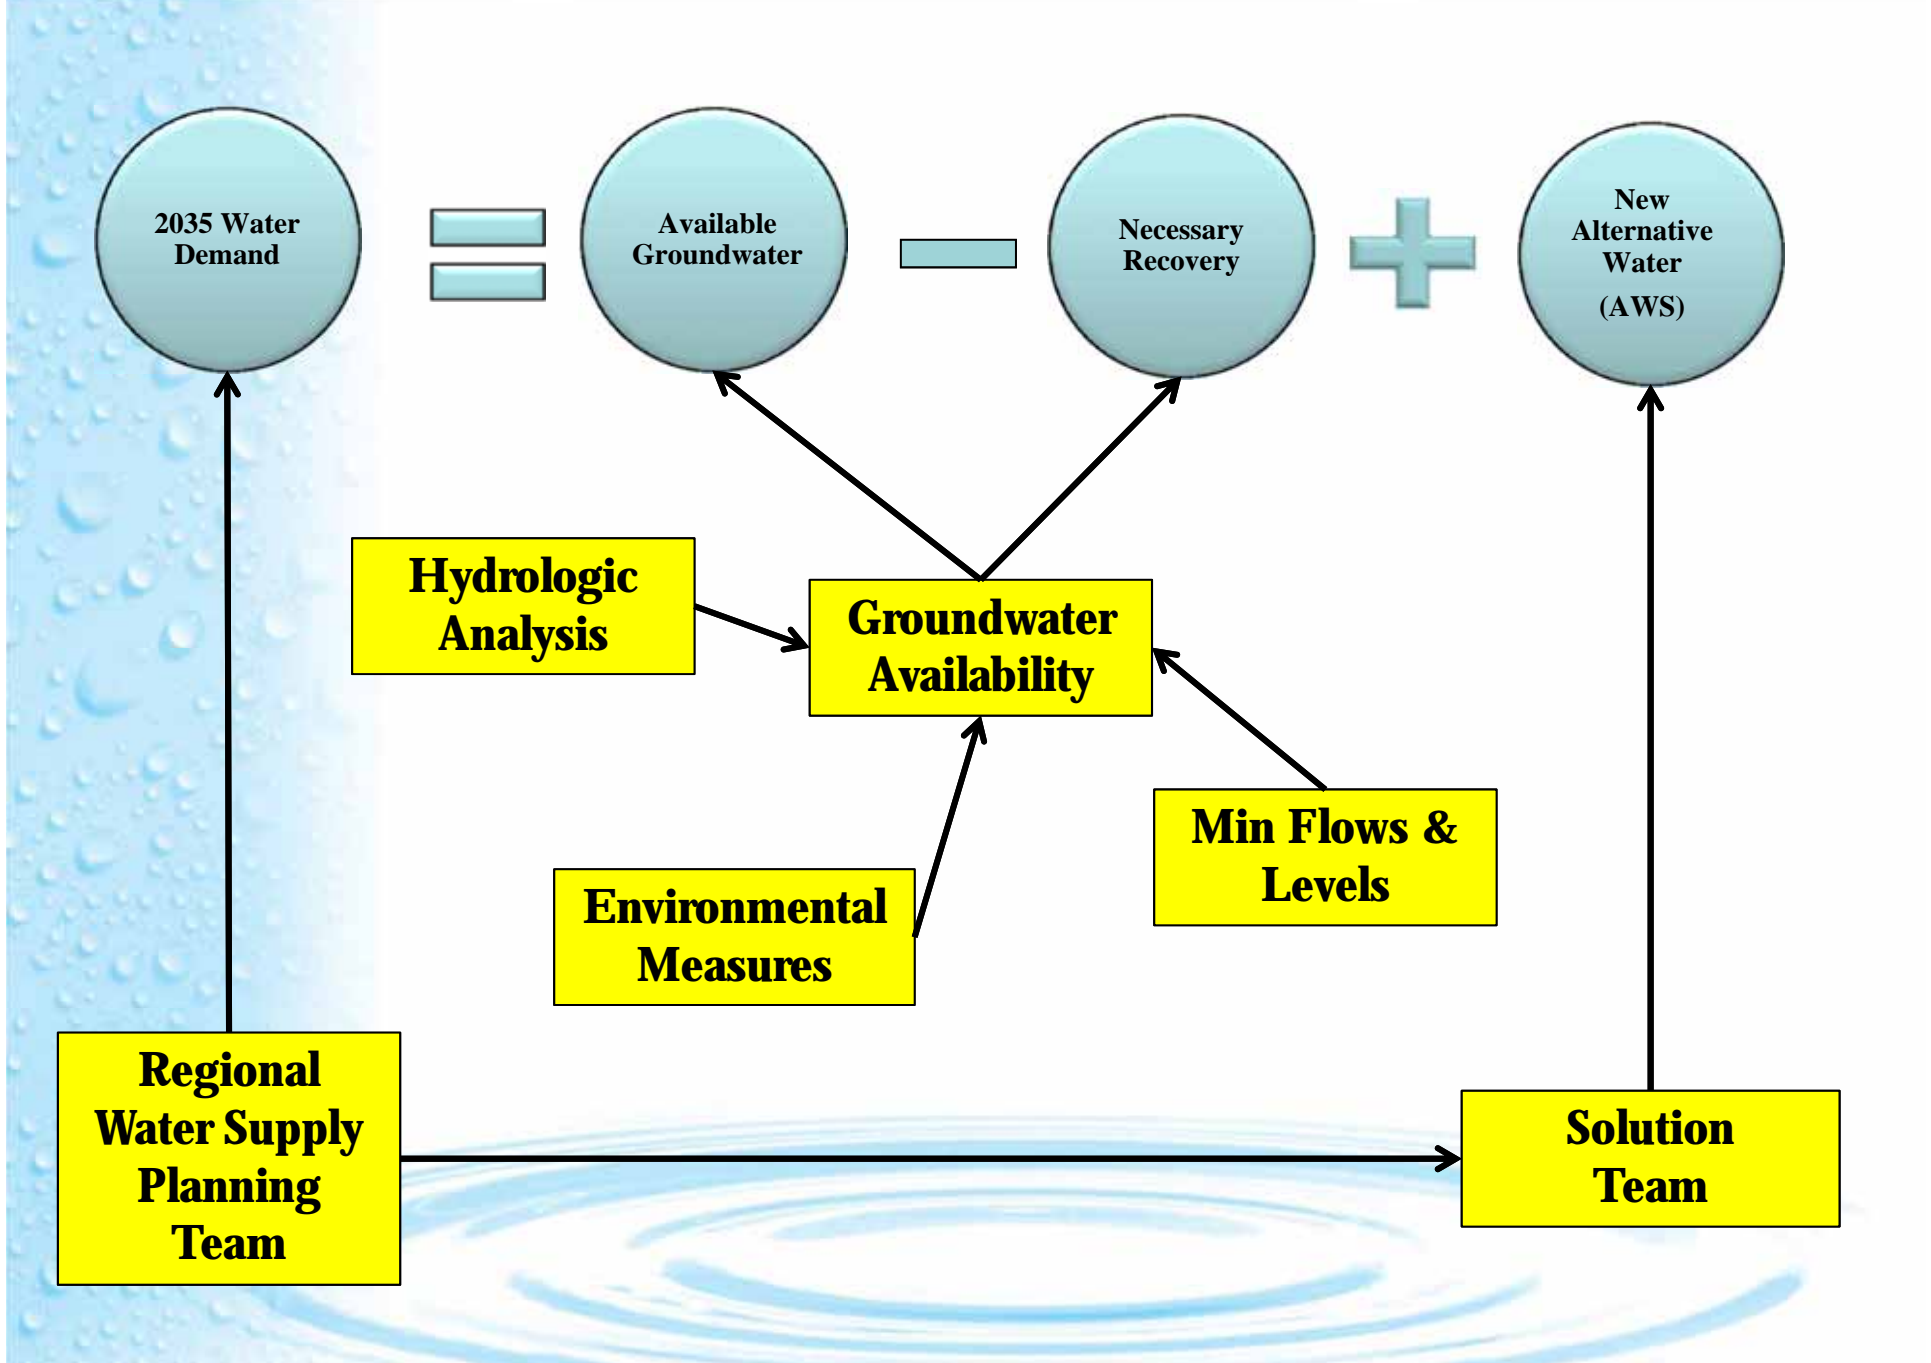 2035 Water
Demand
Available
Groundwater
Necessary
Recovery
New
Alternative
Water
(AWS)
Hydrologic
Analysis
Groundwater
Availability
Min Flows &
Levels
Environmental
Measures
Regional
Water Supply
Planning
Team
Solution
Team